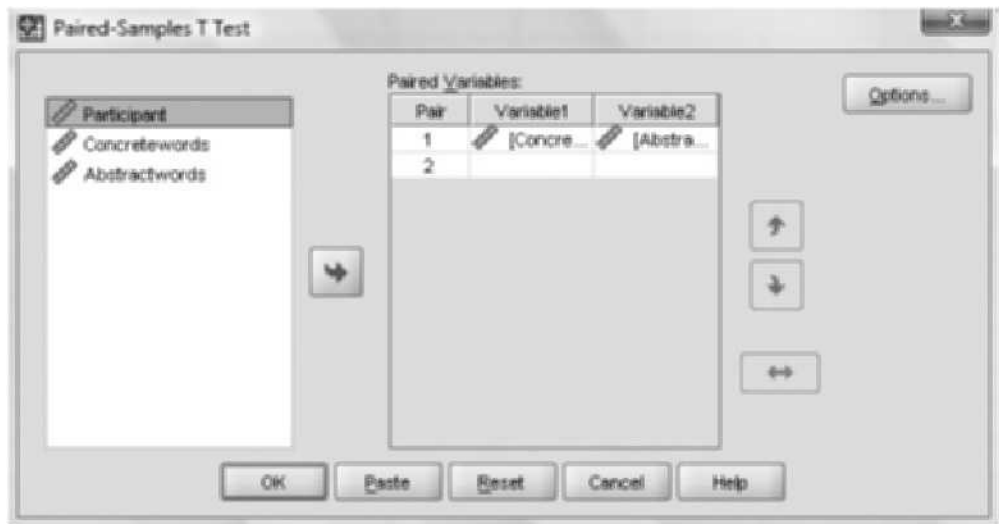 Paired-Samples T Test
Participant
Concretewords
Abstractwords
Paired Variables:
Pair Variable1 Variable2
1 [Concre... [Abstra...
2
Options...
OK Paste Reset Cancel Help